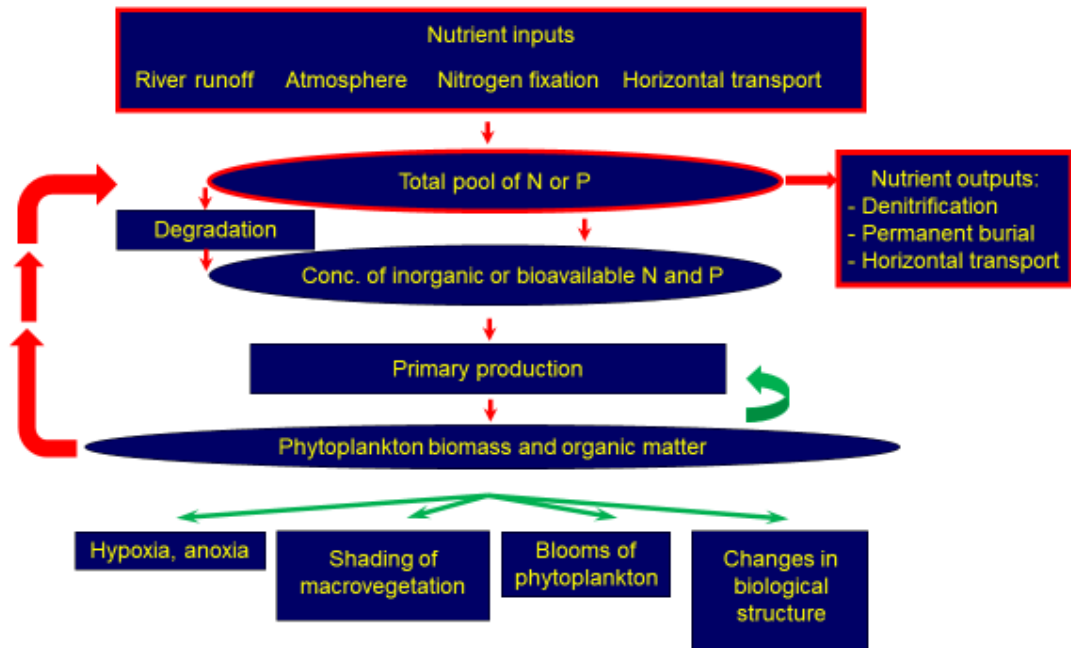 Nutrient inputs
River runoff Atmosphere Nitrogen fixation Horizontal transport
Total pool of N or P
Nutrient outputs:
- Denitrification
- Permanent burial
- Horizontal transport
Degradation
Conc. of inorganic or bioavailable N and P
Primary production
Phytoplankton biomass and organic matter
Hypoxia, anoxia
Shading of
macrovegetation
Blooms of
phytoplankton
Changes in
biological
structure